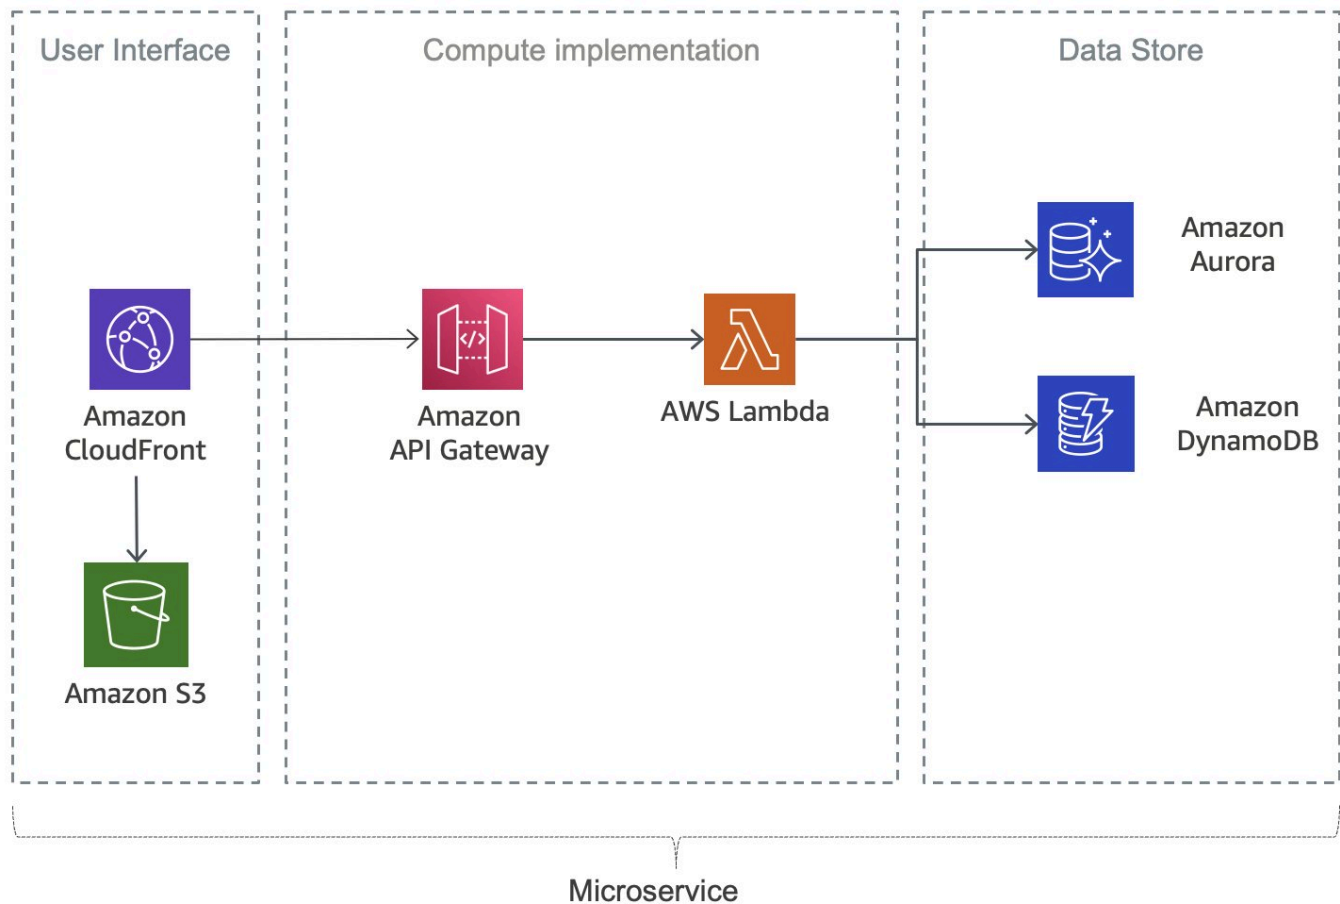 User Interface
Compute implementation
Data Store
Amazon
CloudFront
Amazon S3
</>
Amazon
API Gateway
AWS Lambda
Amazon
Aurora
Amazon
DynamoDB
Microservice